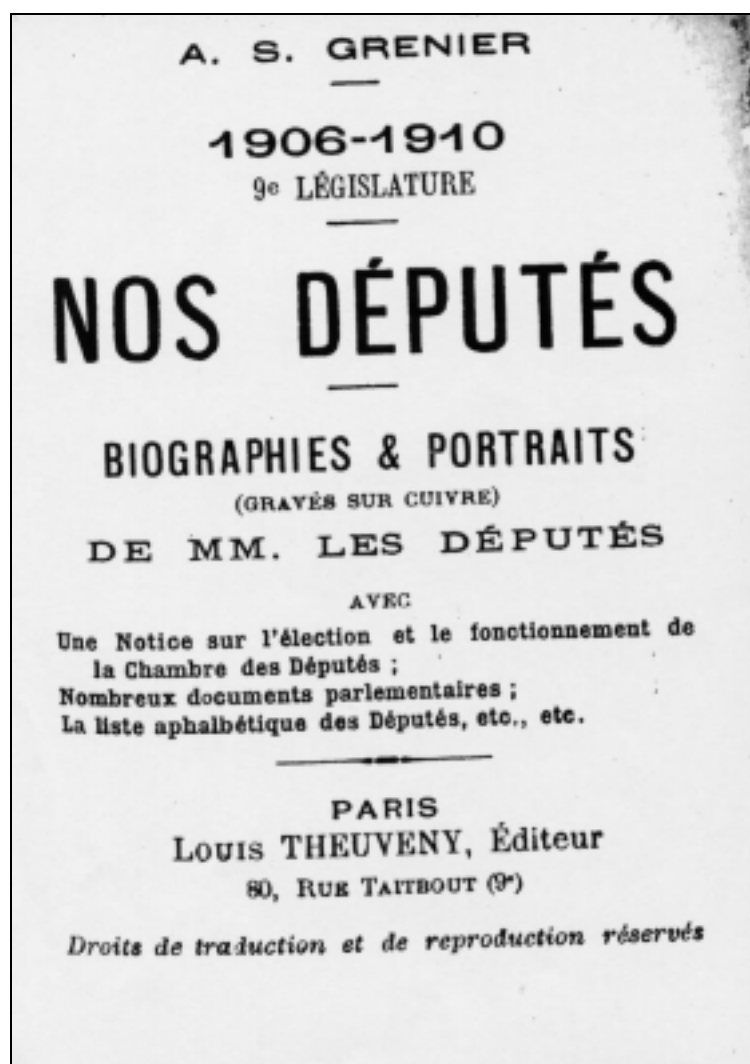 A. S. GRENIER
1906-1910
9e LÉGISLATURE
NOS DÉPUTÉS
BIOGRAPHIES & PORTRAITS
(GRAVÉS SUR CUIVRE)
DE MM. LES DÉPUTÉS
AVEC
Une Notice sur l'élection et le fonctionnement de
la Chambre des Députés ;
Nombreux documents parlementaires ;
La liste aphalbétique des Députés, etc., etc.
PARIS
Louis THEUVENY, Éditeur
80, Rue Taitbout (9e)
Droits de traduction et de reproduction réservés